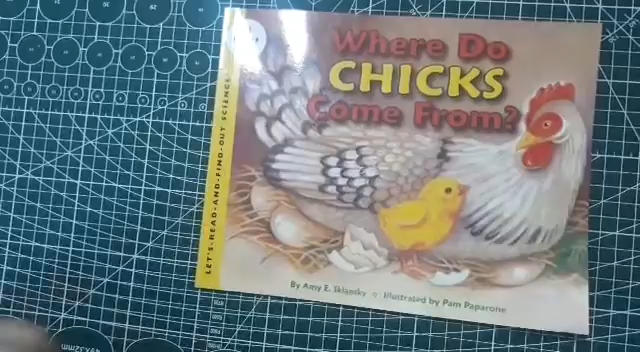 Where Do
CHICKS
Come From?
LET'S-READ-AND-FIND-OUT SCIENCE
By Amy E. Sklansky ◇ Illustrated by Pam Paparone